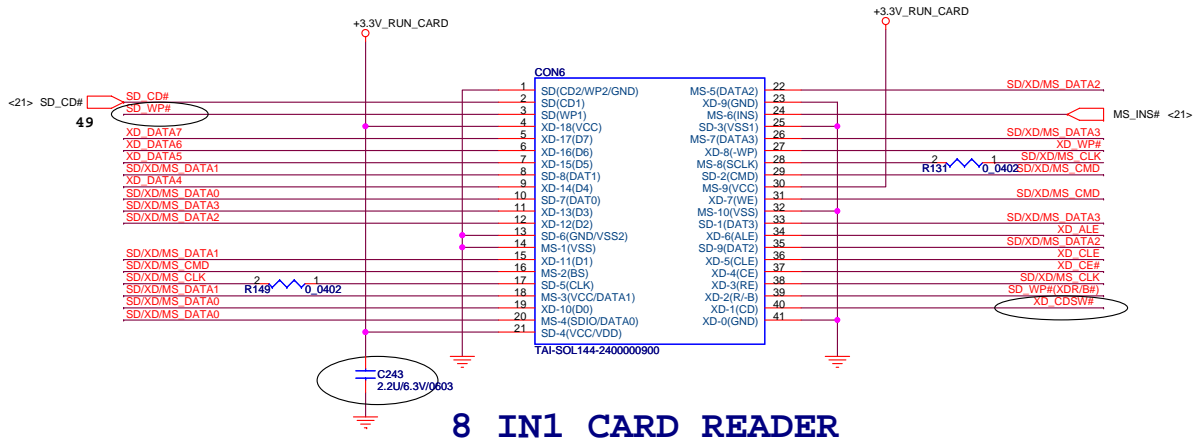 +3.3V_RUN_CARD
+3.3V_RUN_CARD
CON6
<21> SD_CD#
SD_CD#
49
SD_WP#
XD_DATA7
XD_DATA6
XD_DATA5
SD/XD/MS_DATA1
XD_DATA4
SD/XD/MS_DATA0
SD/XD/MS_DATA3
SD/XD/MS_DATA2
SD/XD/MS_DATA1
SD/XD/MS_CMD
SD/XD/MS_CLK
2 1
R149 0_0402
SD/XD/MS_DATA1
SD/XD/MS_DATA0
SD/XD/MS_DATA0
1 SD(CD2/WP2/GND)
2 SD(CD1)
3 SD(WP1)
4 XD-18(VCC)
5 XD-17(D7)
6 XD-16(D6)
7 XD-15(D5)
8 SD-8(DAT1)
9 XD-14(D4)
10 SD-7(DAT0)
11 XD-13(D3)
12 XD-12(D2)
13 SD-6(GND/VSS2)
14 MS-1(VSS)
15 XD-11(D1)
16 MS-2(BS)
17 SD-5(CLK)
18 MS-3(VCC/DATA1)
19 XD-10(D0)
20 MS-4(SDIO/DATA0)
21 SD-4(VCC/VDD)
MS-5(DATA2) 22
XD-9(GND) 23
MS-6(INS) 24
SD-3(VSS1) 25
MS-7(DATA3) 26
XD-8(-WP) 27
MS-8(SCLK) 28
SD-2(CMD) 29
MS-9(VCC) 30
XD-7(WE) 31
MS-10(VSS) 32
SD-1(DAT3) 33
XD-6(ALE) 34
SD-9(DAT2) 35
XD-5(CLE) 36
XD-4(CE) 37
XD-3(RE) 38
XD-2(R/-B) 39
XD-1(CD) 40
XD-0(GND) 41
SD/XD/MS_DATA2
MS_INS# <21>
SD/XD/MS_DATA3
XD_WP#
SD/XD/MS_CLK
2 1
R131 0_0402
SD/XD/MS_CMD
SD/XD/MS_CMD
SD/XD/MS_DATA3
XD_ALE
SD/XD/MS_DATA2
XD_CLE
XD_CE#
SD/XD/MS_CLK
SD_WP#(XDR/B#)
XD_CDSW#
TAI-SOL144-2400000900
C243
2.2U/6.3V/0603
8 IN1 CARD READER